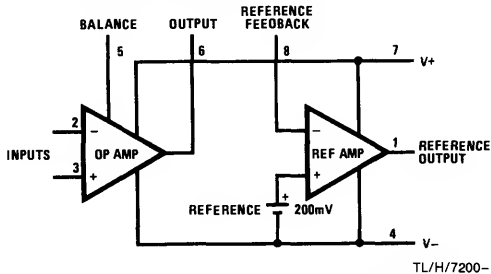 REFERENCE
BALANCE OUTPUT FEEDBACK
5 6 8 7 V+
2 − − 1 REFERENCE
INPUTS OP AMP REF AMP OUTPUT
3 + +
REFERENCE + 200mV
4 V−
TL/H/7200–